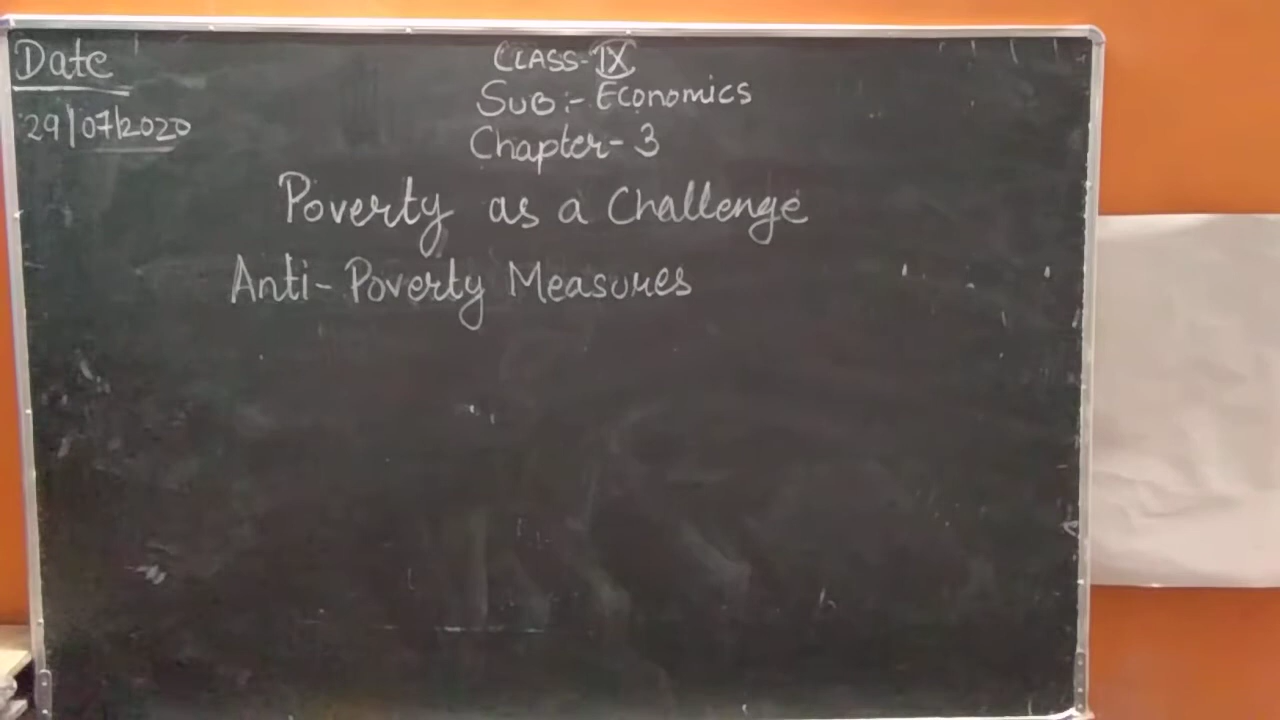 Date
29/07/2020
CLASS-IX
SUB:- ECONOMICS
Chapter-3
Poverty as a Challenge
Anti-Poverty Measures